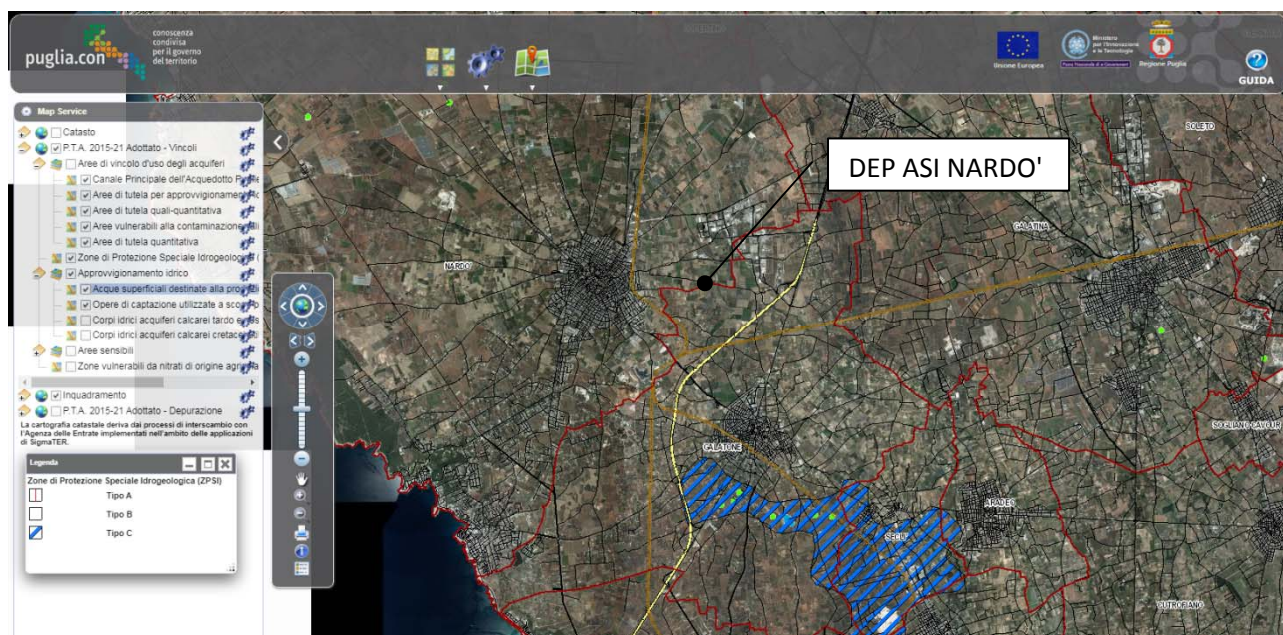 puglia.con
conoscenza
condivisa
per il governo
del territorio
Unione Europea
Ministero
per l'Innovazione
e le Tecnologie
Regione Puglia
GUIDA
Map Service
Catasto
P.T.A. 2015-21 Adottato - Vincoli
Aree di vincolo d'uso degli acquiferi
Canale Principale dell'Acquedotto
Aree di tutela per approvvigionamento
Aree di tutela quali-quantitativa
Aree vulnerabili alla contaminazione
Aree di tutela quantitativa
Zone di Protezione Speciale Idrogeologica (
Approvvigionamento idrico
Acque superficiali destinate alla
Opere di captazione utilizzate a
Corpi idrici acquiferi calcarei tardo
Corpi idrici acquiferi calcarei
Aree sensibili
Zone vulnerabili da nitrati di origine
Inquadramento
P.T.A. 2015-21 Adottato - Depurazione
La cartografia catastale deriva dai processi di interscambio con
l'Agenzia delle Entrate implementati nell'ambito delle applicazioni
di SigmaTER.
Legenda
Zone di Protezione Speciale Idrogeologica (ZPSI)
Tipo A
Tipo B
Tipo C
DEP ASI NARDO'
SOLETO
GALATINA
NARDO'
GALATONE
SOGLIANO CAVOUR
ARADEO
SECLI'
CUTROFIANO